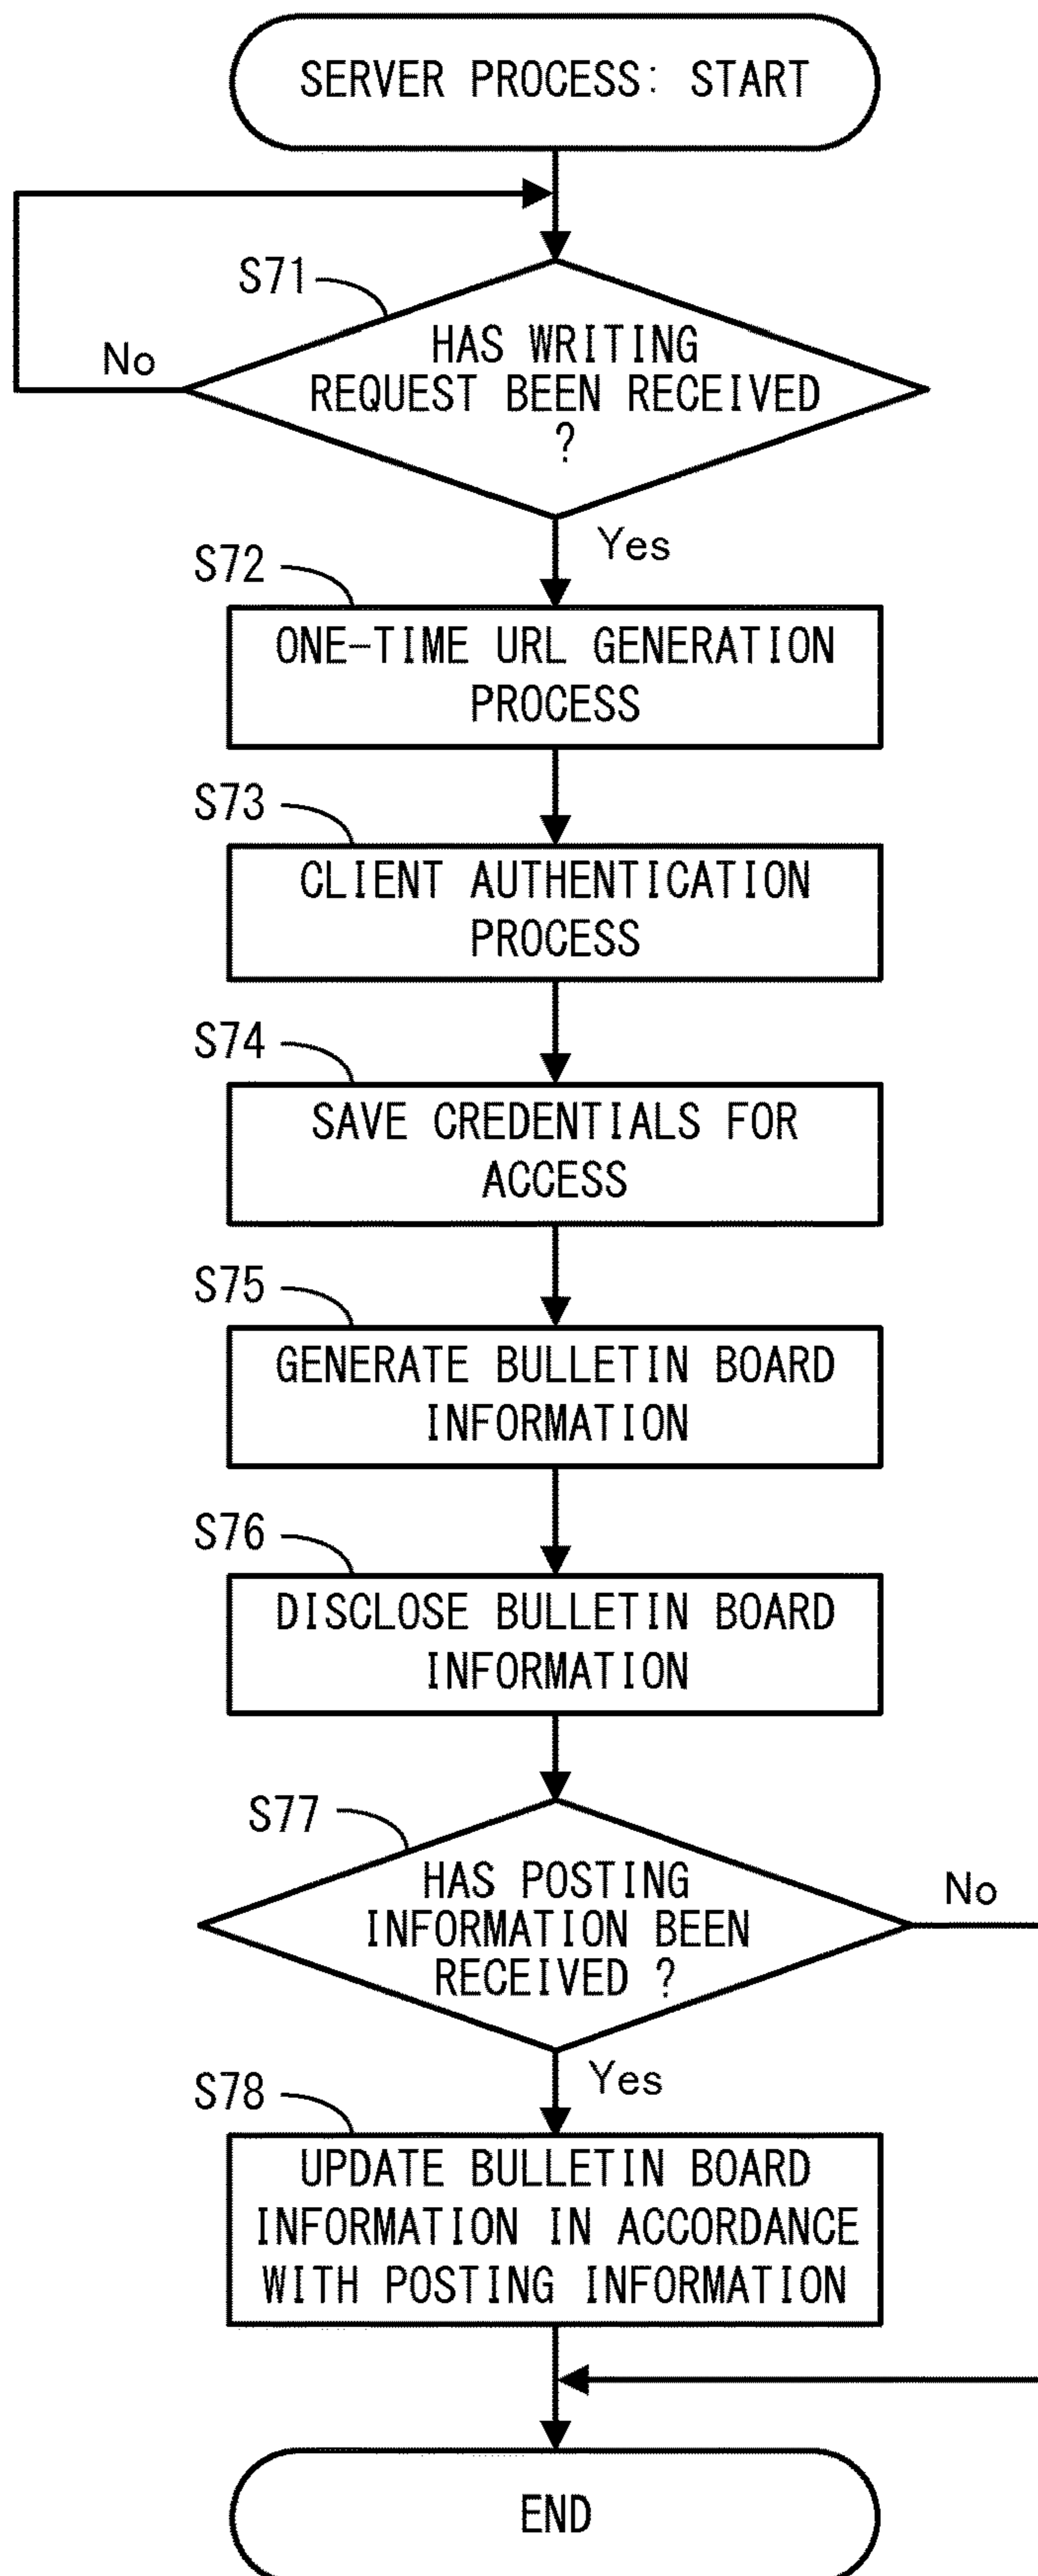 SERVER PROCESS: START
S71
HAS WRITING
REQUEST BEEN RECEIVED
?
No
Yes
S72
ONE-TIME URL GENERATION
PROCESS
S73
CLIENT AUTHENTICATION
PROCESS
S74
SAVE CREDENTIALS FOR
ACCESS
S75
GENERATE BULLETIN BOARD
INFORMATION
S76
DISCLOSE BULLETIN BOARD
INFORMATION
S77
HAS POSTING
INFORMATION BEEN
RECEIVED ?
No
Yes
S78
UPDATE BULLETIN BOARD
INFORMATION IN ACCORDANCE
WITH POSTING INFORMATION
END